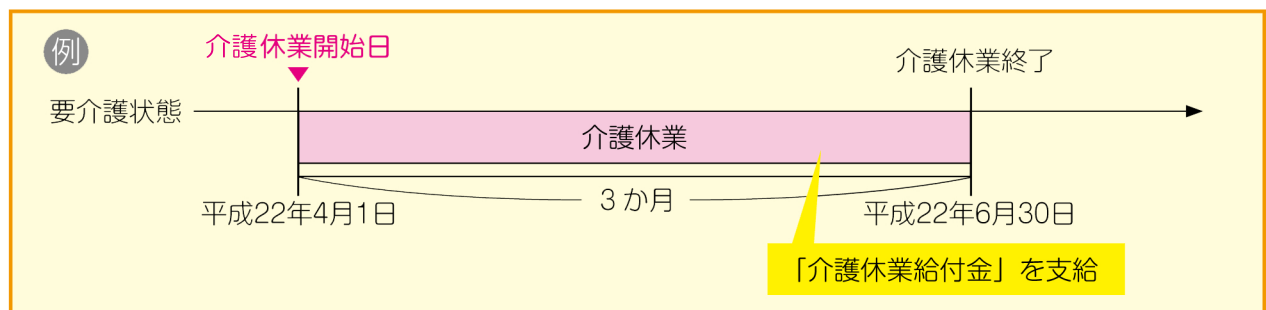 例
介護休業開始日
介護休業終了
要介護状態
介護休業
3か月
平成22年4月1日
平成22年6月30日
「介護休業給付金」を支給